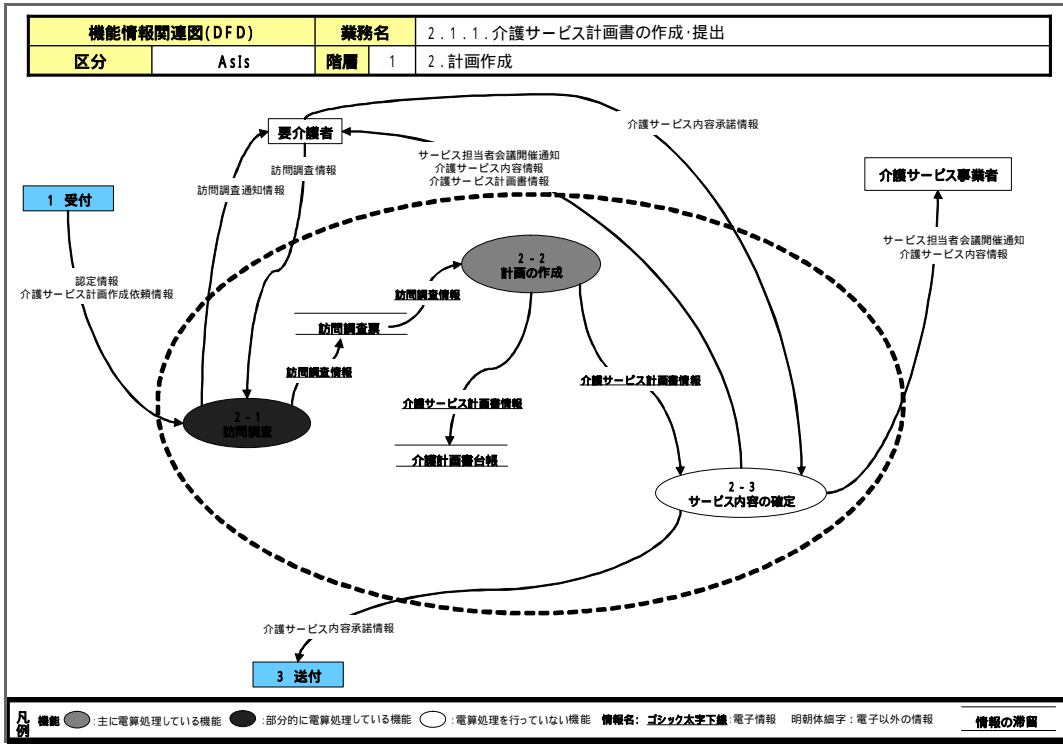 機能情報関連図(DFD)
業務名
2.1.1.介護サービス計画書の作成・提出
区分
AsIs
階層
1
2.計画作成
要介護者
介護サービス内容承諾情報
訪問調査情報
サービス担当者会議開催通知
介護サービス内容情報
介護サービス計画書情報
介護サービス事業者
訪問調査通知情報
1 受付
サービス担当者会議開催通知
介護サービス内容情報
2-2
計画の作成
認定情報
介護サービス計画作成依頼情報
訪問調査情報
訪問調査票
訪問調査情報
介護サービス計画書情報
介護サービス計画書情報
2-1
訪問調査
介護計画書台帳
2-3
サービス内容の確定
介護サービス内容承諾情報
3 送付
凡例
機能 :主に電算処理している機能 :部分的に電算処理している機能 :電算処理を行っていない機能 情報名: ゴシック太字下線:電子情報 明朝体細字:電子以外の情報 情報の滞留